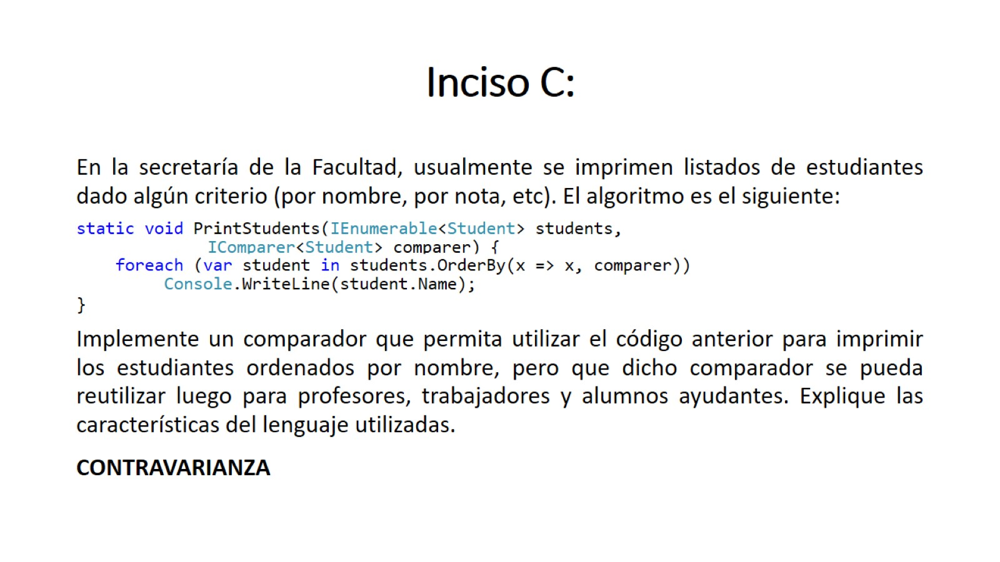 Inciso C:
En la secretaría de la Facultad, usualmente se imprimen listados de estudiantes
dado algún criterio (por nombre, por nota, etc). El algoritmo es el siguiente:
static void PrintStudents(IEnumerable<Student> students,
IComparer<Student> comparer) {
foreach (var student in students.OrderBy(x => x, comparer))
Console.WriteLine(student.Name);
}
Implemente un comparador que permita utilizar el código anterior para imprimir
los estudiantes ordenados por nombre, pero que dicho comparador se pueda
reutilizar luego para profesores, trabajadores y alumnos ayudantes. Explique las
características del lenguaje utilizadas.
CONTRAVARIANZA